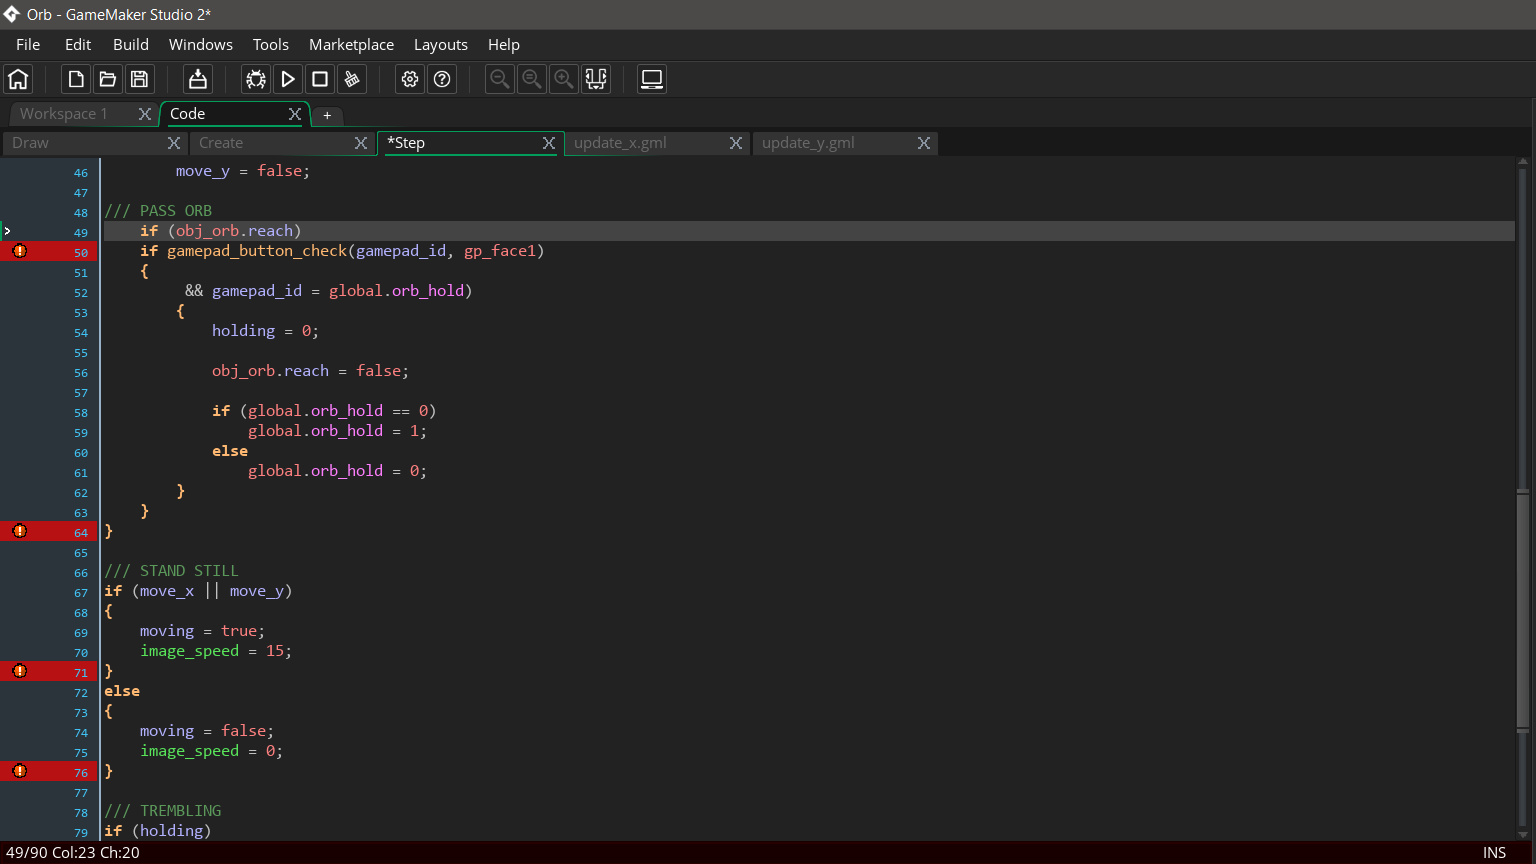 Orb - GameMaker Studio 2*
File Edit Build Windows Tools Marketplace Layouts Help
Workspace 1 Code +
Draw Create *Step update_x.gml update_y.gml
46 move_y = false;
47
48 /// PASS ORB
49 if (obj_orb.reach)
50 if gamepad_button_check(gamepad_id, gp_face1)
51 {
52 && gamepad_id = global.orb_hold)
53 {
54 holding = 0;
55
56 obj_orb.reach = false;
57
58 if (global.orb_hold == 0)
59 global.orb_hold = 1;
60 else
61 global.orb_hold = 0;
62 }
63 }
64 }
65
66 /// STAND STILL
67 if (move_x || move_y)
68 {
69 moving = true;
70 image_speed = 15;
71 }
72 else
73 {
74 moving = false;
75 image_speed = 0;
76 }
77
78 /// TREMBLING
79 if (holding)
49/90 Col:23 Ch:20 INS